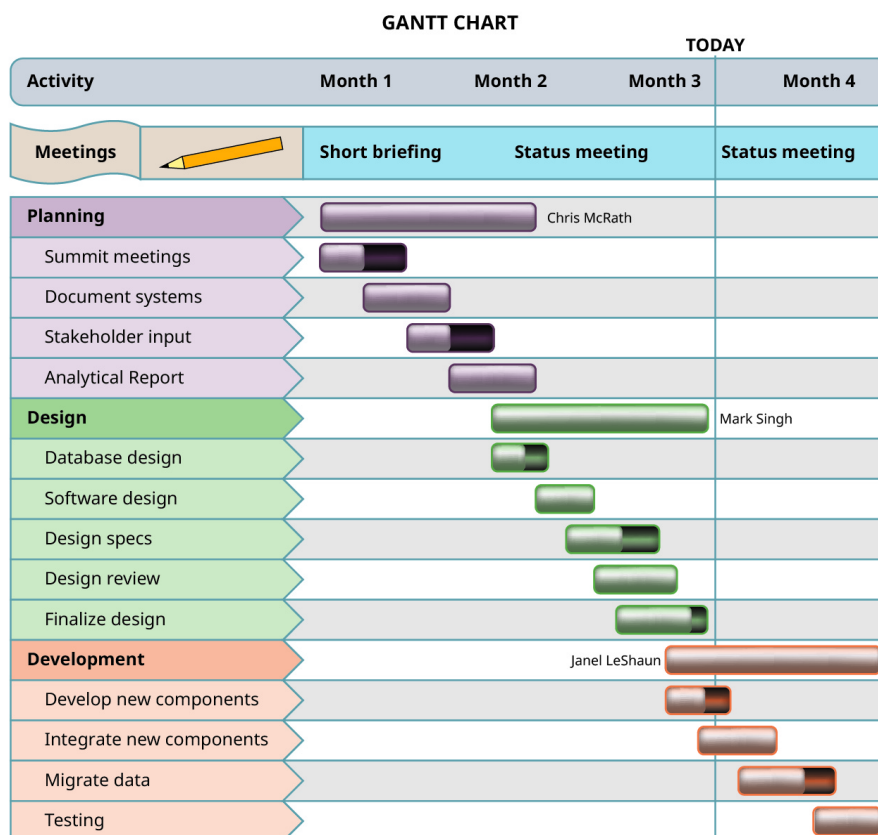 GANTT CHART
TODAY
Activity Month 1 Month 2 Month 3 Month 4
Meetings Short briefing Status meeting Status meeting
Planning Chris McRath
Summit meetings
Document systems
Stakeholder input
Analytical Report
Design Mark Singh
Database design
Software design
Design specs
Design review
Finalize design
Development Janel LeShaun
Develop new components
Integrate new components
Migrate data
Testing